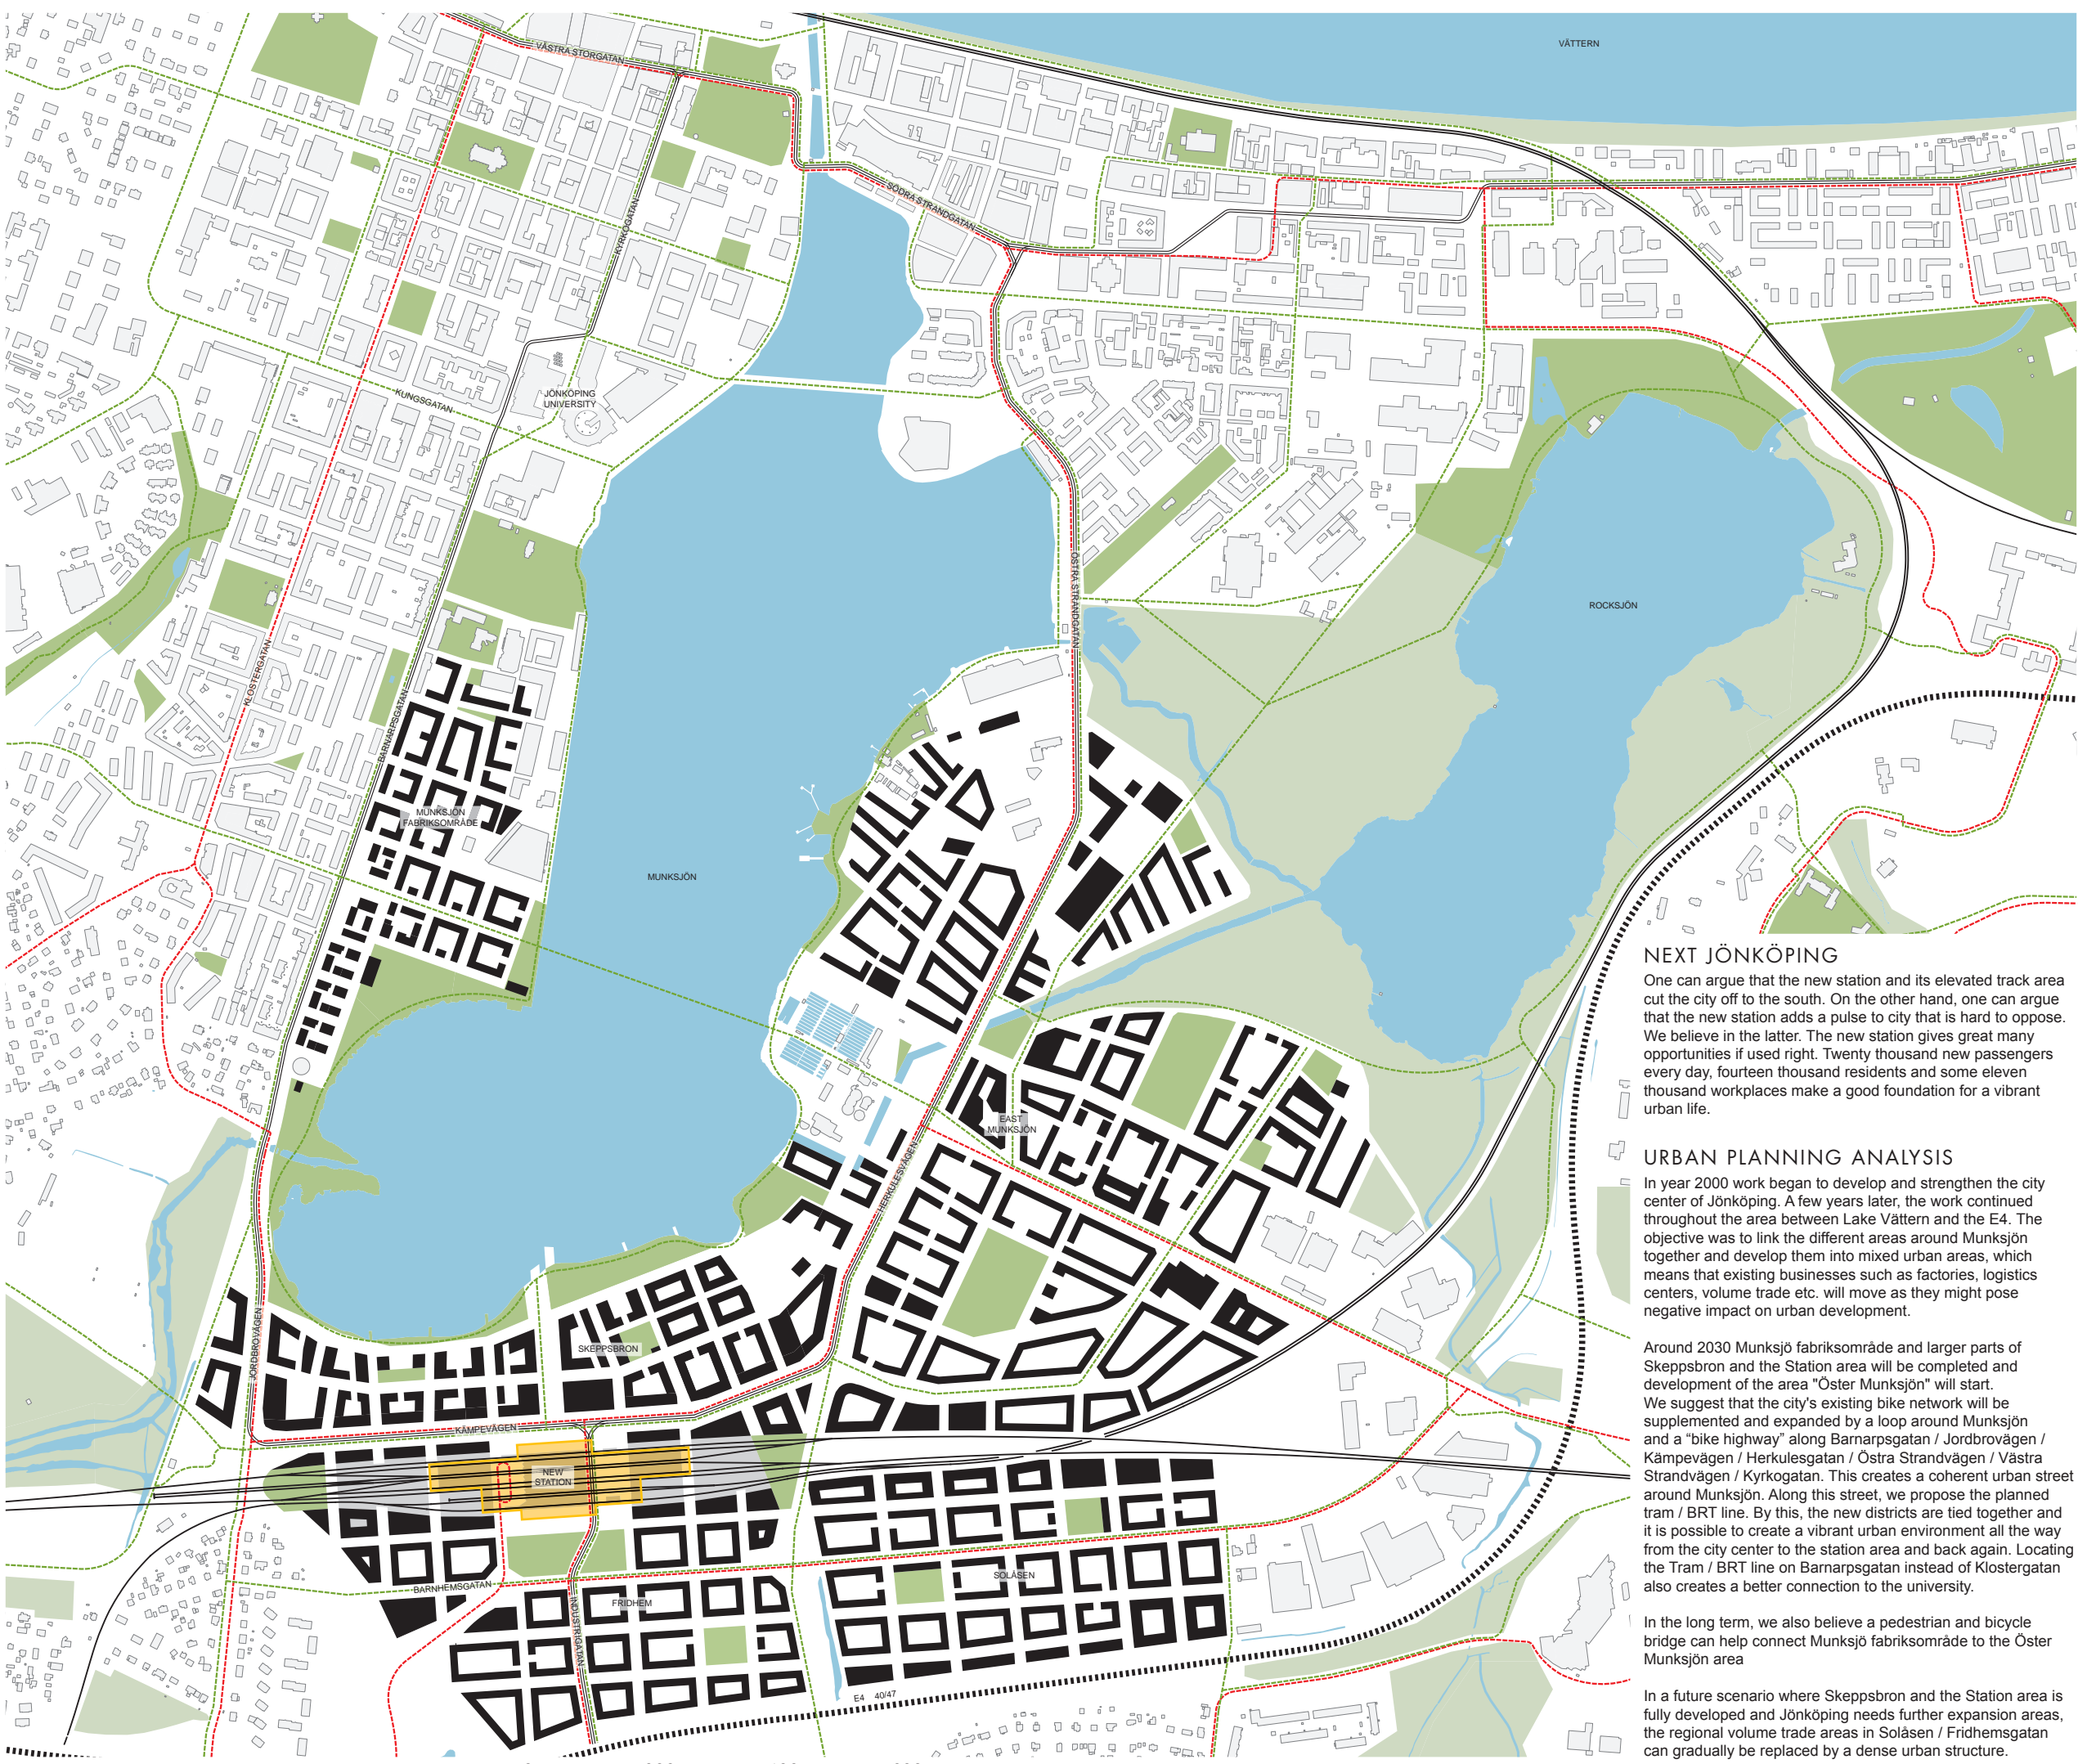 VÄTTERN
VÄSTRA STORGATAN
KYRKOGATAN
SÖDRA STRANDGATAN
KUNGSGATAN
JÖNKÖPING
UNIVERSITY
ÖSTRA STRANDGATAN
ROCKSJÖN
KLOSTERGATAN
BARNARPSGATAN
MUNKSJÖN
FABRIKSOMRÅDE
MUNKSJÖN
EAST
MUNKSJÖN
HERKULESVÄGEN
JORDBROVÄGEN
SKEPPSBRON
KÄMPEVÄGEN
NEW
STATION
BARNHEMSGATAN
FRIDHEM
INDUSTRIGATAN
SOLÅSEN
E4 40/47
NEXT JÖNKÖPING
One can argue that the new station and its elevated track area
cut the city off to the south. On the other hand, one can argue
that the new station adds a pulse to city that is hard to oppose.
We believe in the latter. The new station gives great many
opportunities if used right. Twenty thousand new passengers
every day, fourteen thousand residents and some eleven
thousand workplaces make a good foundation for a vibrant
urban life.
URBAN PLANNING ANALYSIS
In year 2000 work began to develop and strengthen the city
center of Jönköping. A few years later, the work continued
throughout the area between Lake Vättern and the E4. The
objective was to link the different areas around Munksjön
together and develop them into mixed urban areas, which
means that existing businesses such as factories, logistics
centers, volume trade etc. will move as they might pose
negative impact on urban development.
Around 2030 Munksjö fabriksområde and larger parts of
Skeppsbron and the Station area will be completed and
development of the area "Öster Munksjön" will start.
We suggest that the city's existing bike network will be
supplemented and expanded by a loop around Munksjön
and a “bike highway” along Barnarpsgatan / Jordbrovägen /
Kämpevägen / Herkulesgatan / Östra Strandvägen / Västra
Strandvägen / Kyrkogatan. This creates a coherent urban street
around Munksjön. Along this street, we propose the planned
tram / BRT line. By this, the new districts are tied together and
it is possible to create a vibrant urban environment all the way
from the city center to the station area and back again. Locating
the Tram / BRT line on Barnarpsgatan instead of Klostergatan
also creates a better connection to the university.
In the long term, we also believe a pedestrian and bicycle
bridge can help connect Munksjö fabriksområde to the Öster
Munksjön area
In a future scenario where Skeppsbron and the Station area is
fully developed and Jönköping needs further expansion areas,
the regional volume trade areas in Solåsen / Fridhemsgatan
can gradually be replaced by a dense urban structure.